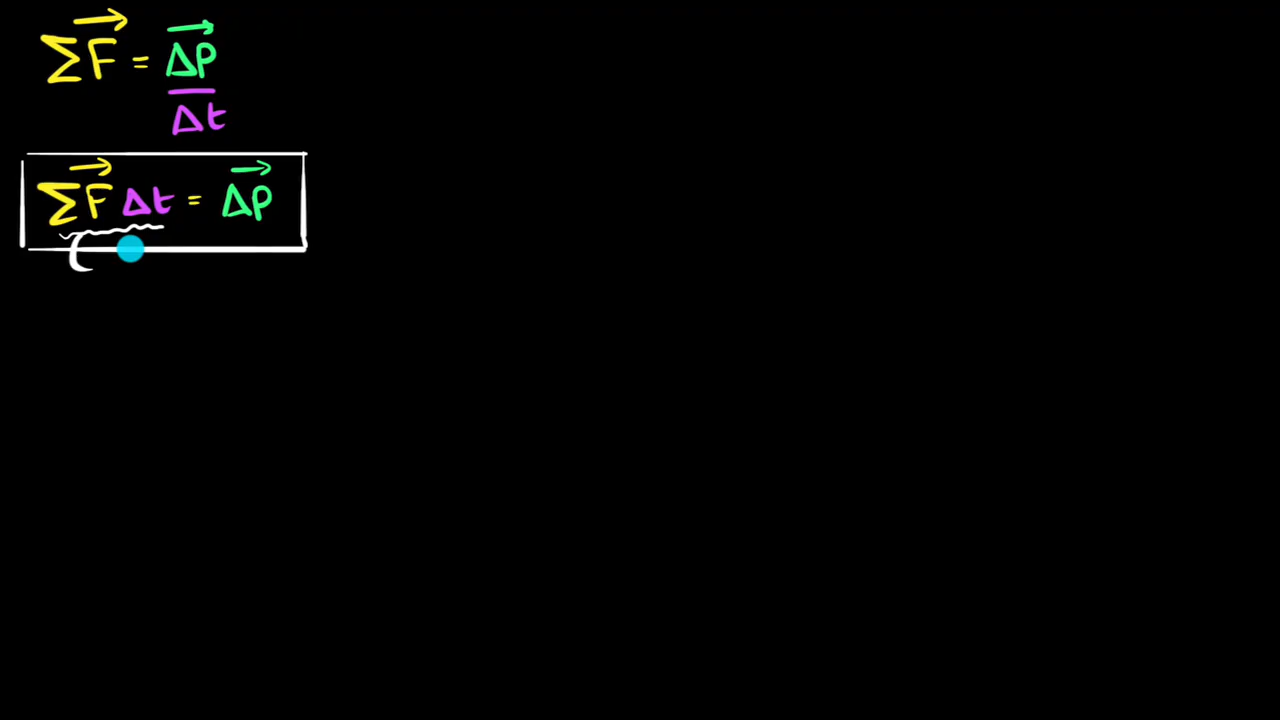 ΣF⃗ = Δp⃗
Δt
ΣF⃗ Δt = Δp⃗